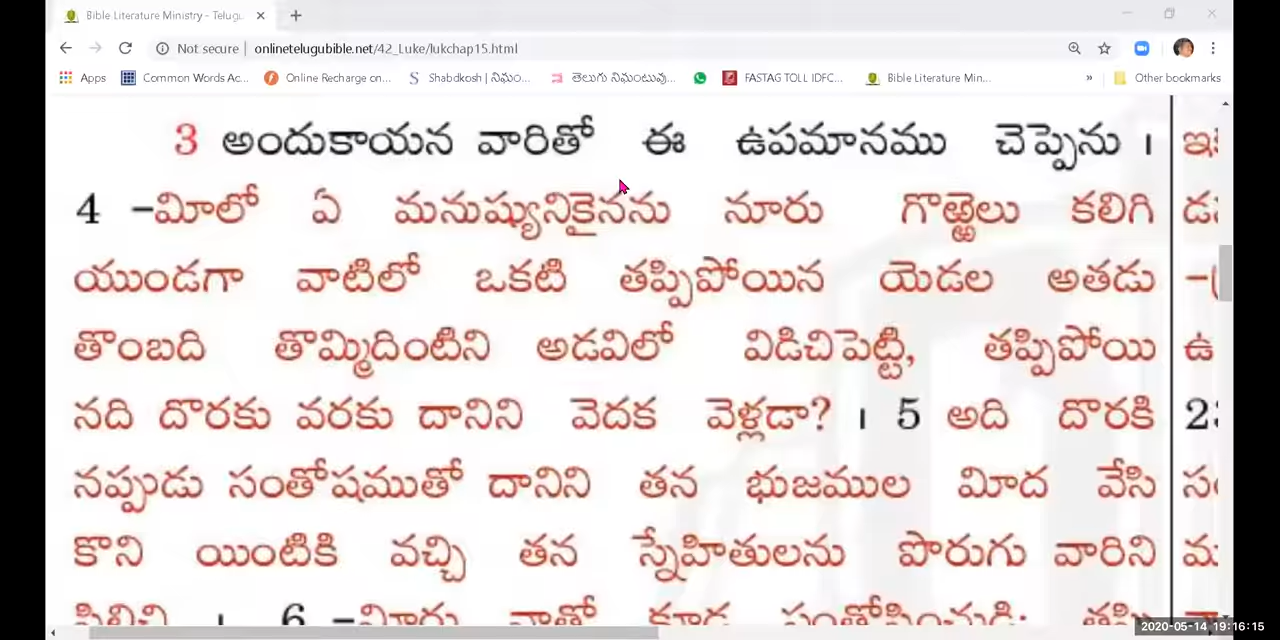 Bible Literature Ministry - Telugu
Not secure onlinetelugubible.net/42_Luke/lukchap15.html
Apps Common Words Ac... Online Recharge on... Shabdkosh | నిఘం... తెలుగు నిఘంటువు... FASTAG TOLL IDFC... Bible Literature Min... » Other bookmarks
3 అందుకాయన వారితో ఈ ఉపమానము చెప్పెను ।
4 -మీలో ఏ మనుష్యునికైనను నూరు గొఱ్ఱెలు కలిగి
యుండగా వాటిలో ఒకటి తప్పిపోయిన యెడల అతడు
తొంబది తొమ్మిదింటిని అడవిలో విడిచిపెట్టి, తప్పిపోయి
నది దొరకు వరకు దానిని వెదక వెళ్లడా? । 5 అది దొరకి
నప్పుడు సంతోషముతో దానిని తన భుజముల మీద వేసి
కొని యింటికి వచ్చి తన స్నేహితులను పొరుగు వారిని
పిలిచి । 6 -మీరు నాతో కూడ సంతోషించుడి;
2020-05-14 19:16:15